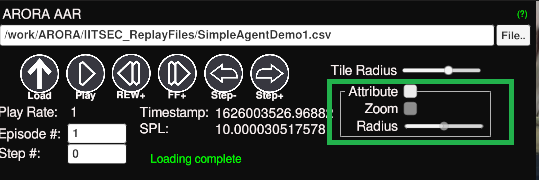 ARORA AAR (?)
/work/ARORA/IITSEC_ReplayFiles/SimpleAgentDemo1.csv File..
Load Play REW+ FF+ Step- Step+
Tile Radius
Attribute
Zoom
Radius
Play Rate: 1 Timestamp: 1626003526.96882
SPL: 10.000030517578
Episode #: 1
Step #: 0
Loading complete